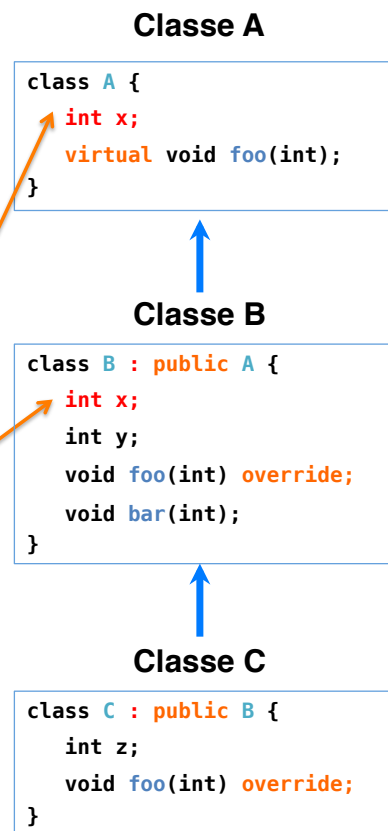 Classe A
class A {
int x;
virtual void foo(int);
}
Classe B
class B : public A {
int x;
int y;
void foo(int) override;
void bar(int);
}
Classe C
class C : public B {
int z;
void foo(int) override;
}